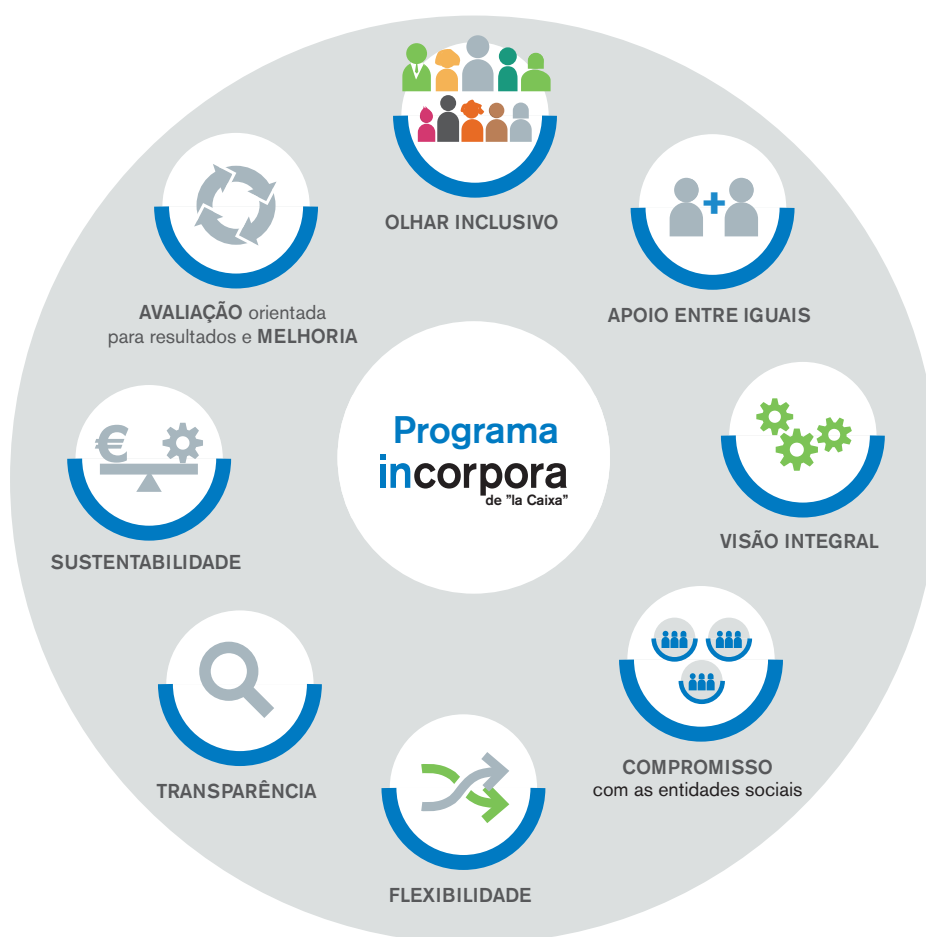 OLHAR INCLUSIVO
APOIO ENTRE IGUAIS
VISÃO INTEGRAL
COMPROMISSO
com as entidades sociais
FLEXIBILIDADE
TRANSPARÊNCIA
€
SUSTENTABILIDADE
AVALIAÇÃO orientada
para resultados e MELHORIA
Programa
incorpora
de "la Caixa"